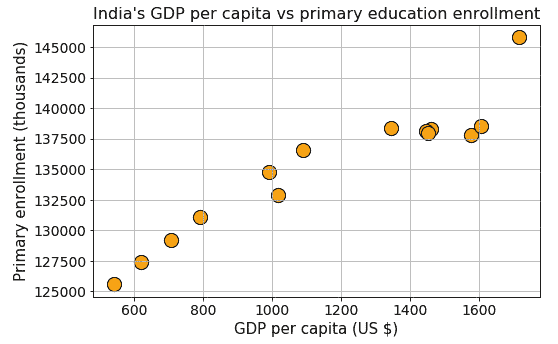 India's GDP per capita vs primary education enrollment
Primary enrollment (thousands)
145000
142500
140000
137500
135000
132500
130000
127500
125000
600 800 1000 1200 1400 1600
GDP per capita (US $)